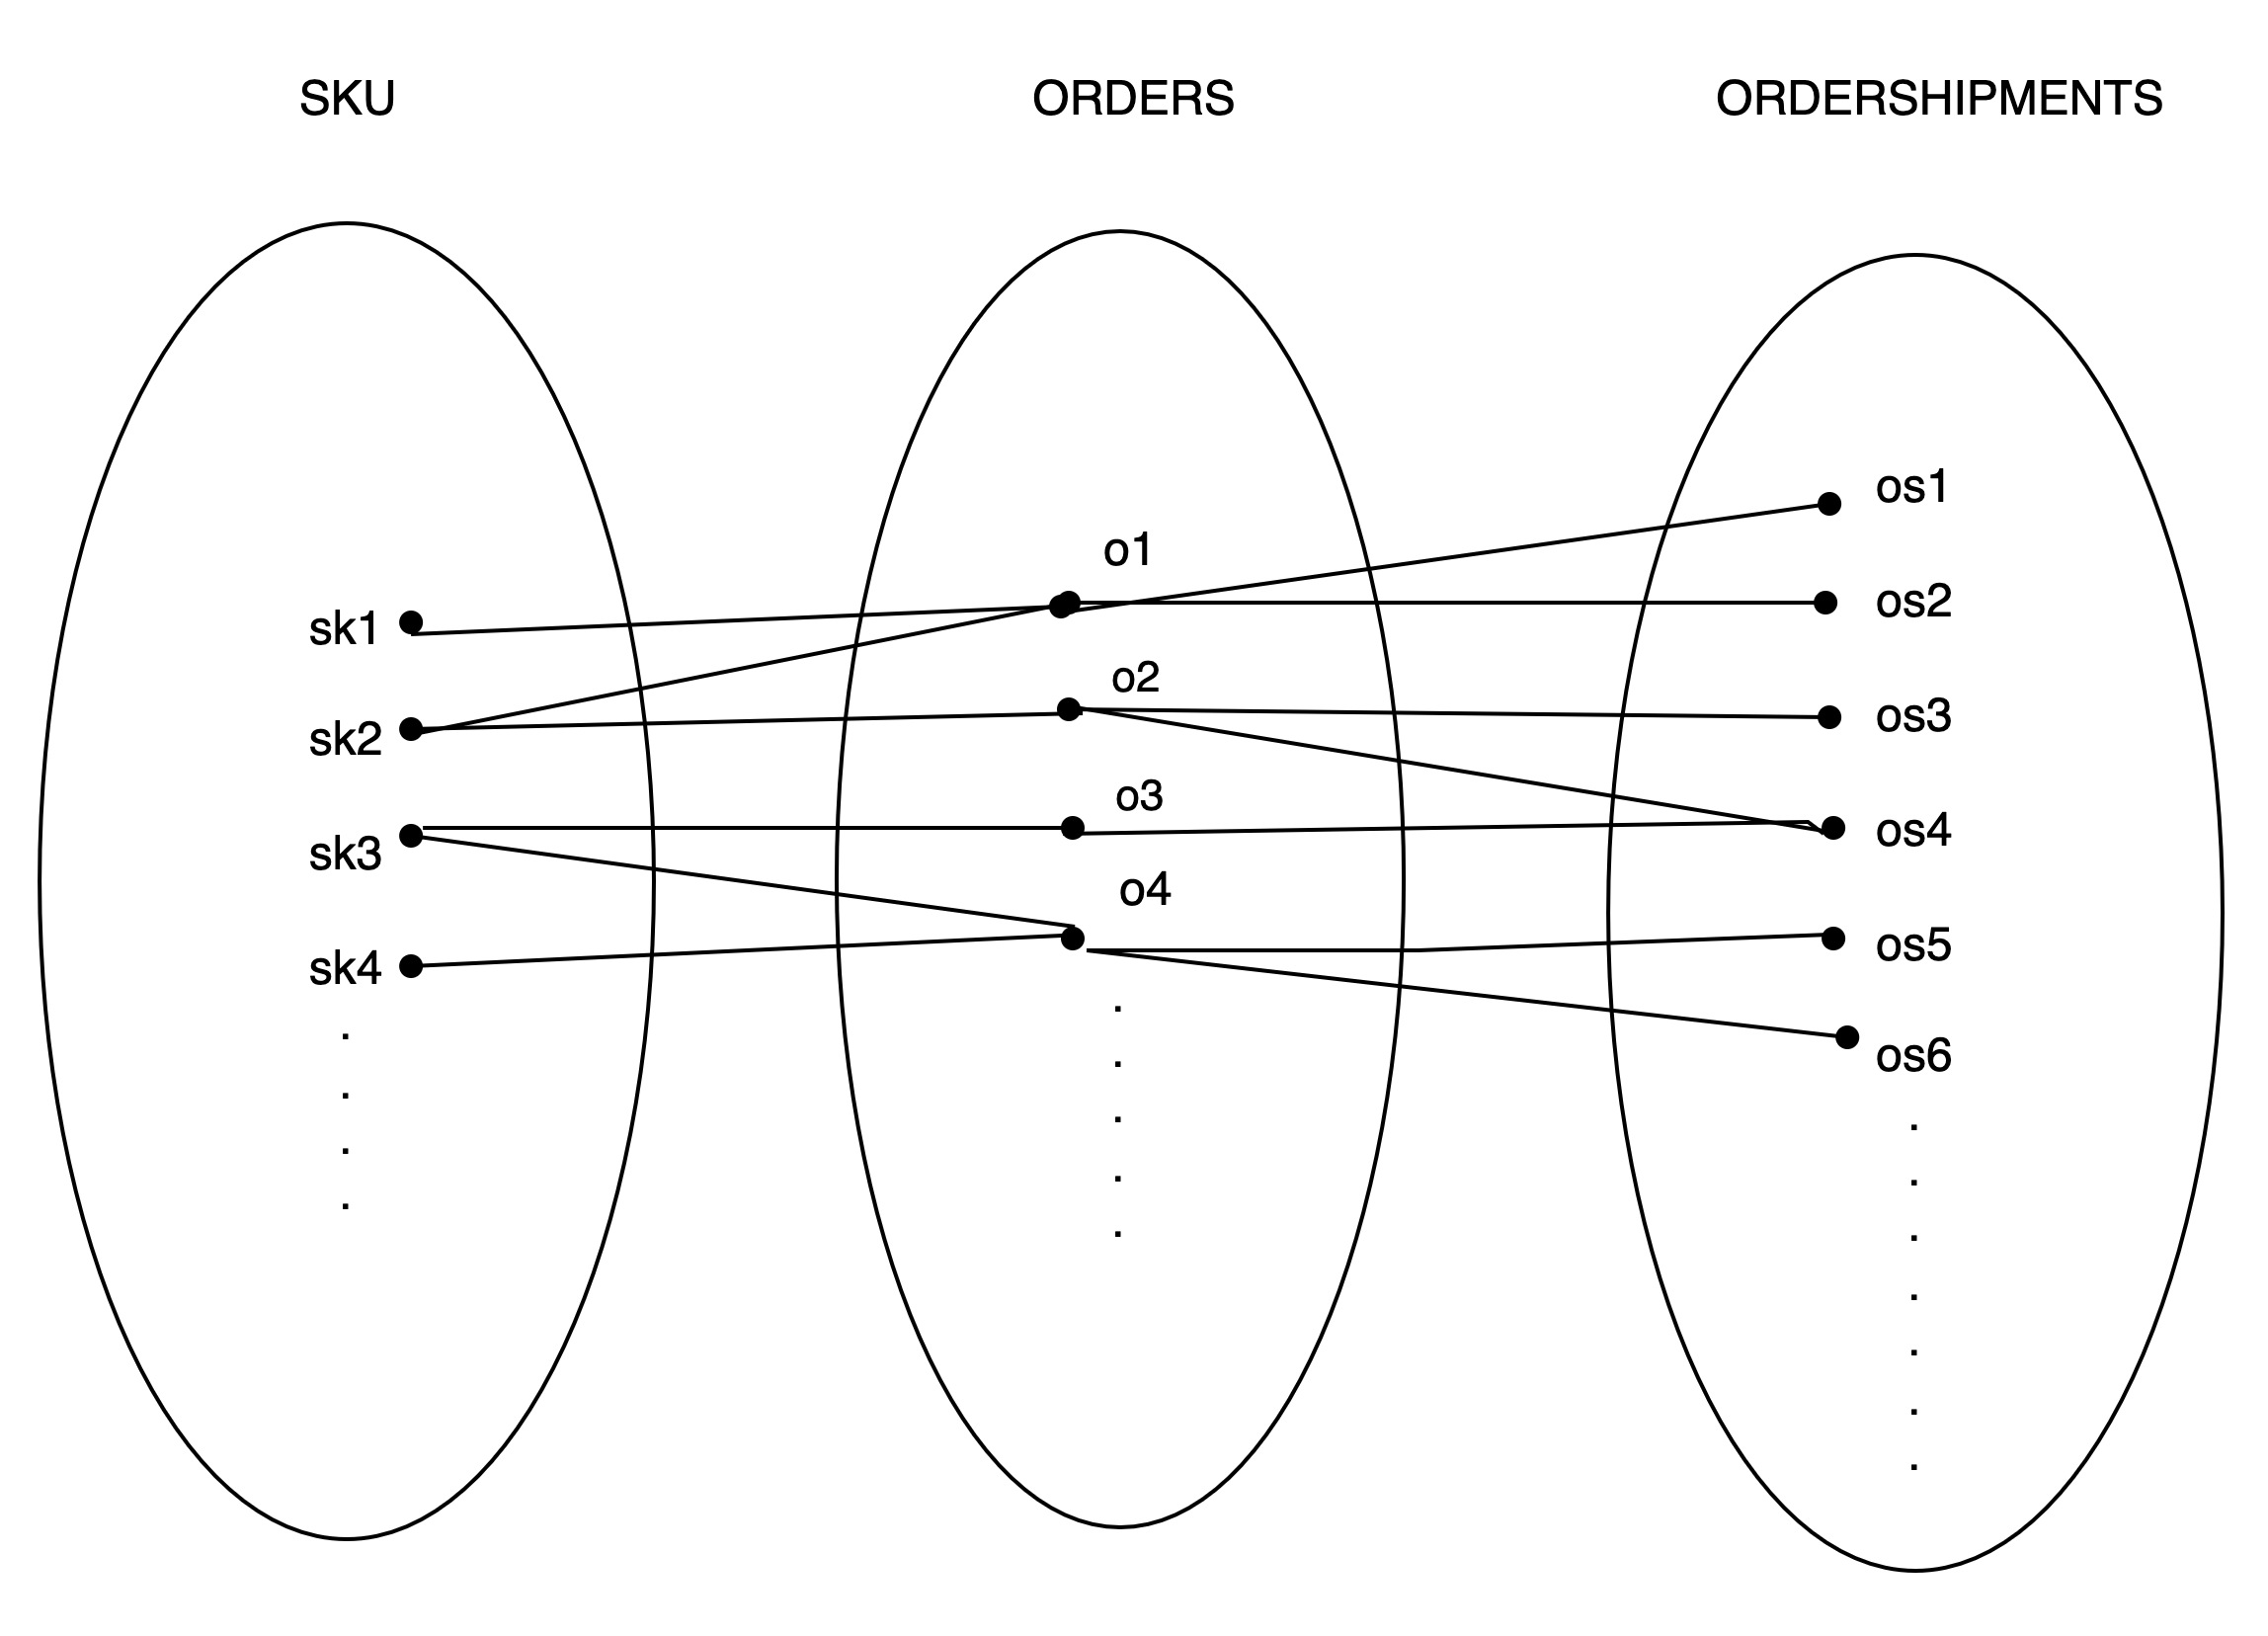 SKU
ORDERS
ORDERSHIPMENTS
sk1
sk2
sk3
sk4
.
.
.
.
o1
o2
o3
o4
.
.
.
.
.
os1
os2
os3
os4
os5
os6
.
.
.
.
.
.
.